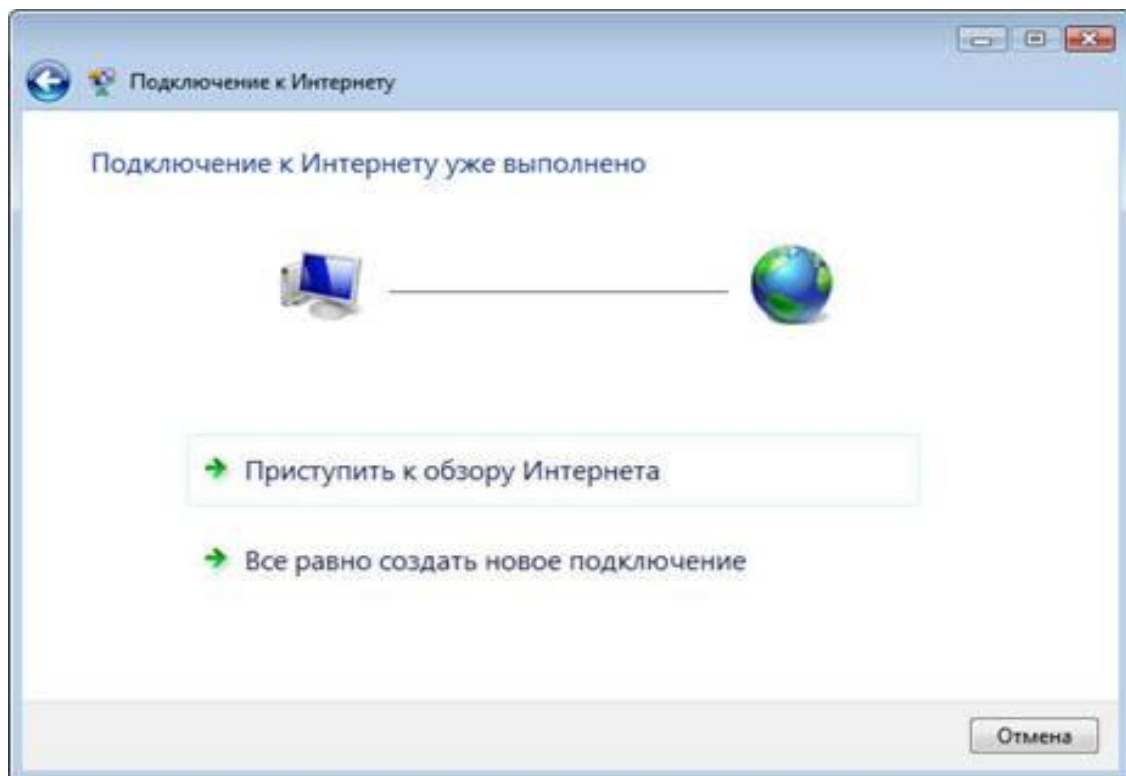 Подключение к Интернету
Подключение к Интернету уже выполнено
Приступить к обзору Интернета
Все равно создать новое подключение
Отмена